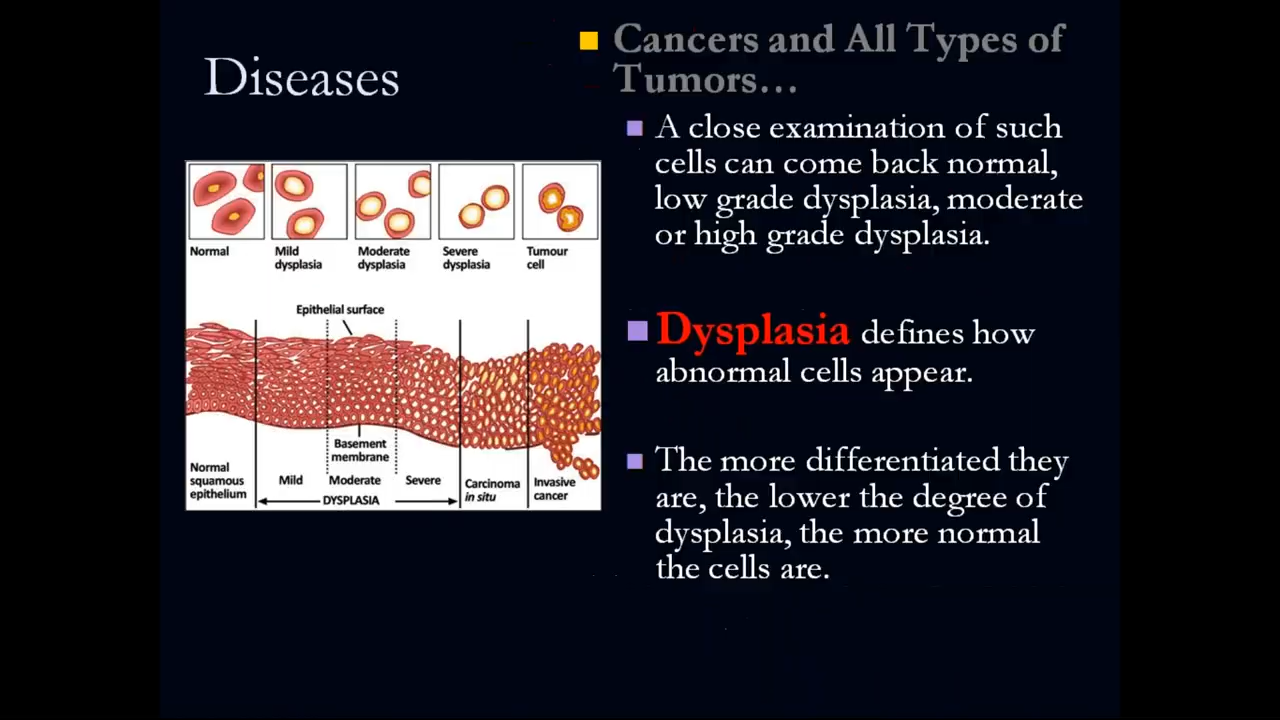 Diseases
Cancers and All Types of
Tumors…
A close examination of such
cells can come back normal,
low grade dysplasia, moderate
or high grade dysplasia.
Dysplasia defines how
abnormal cells appear.
The more differentiated they
are, the lower the degree of
dysplasia, the more normal
the cells are.
Normal
Mild
dysplasia
Moderate
dysplasia
Severe
dysplasia
Tumour
cell
Epithelial surface
Basement
membrane
Normal
squamous
epithelium
Mild
Moderate
Severe
DYSPLASIA
Carcinoma
in situ
Invasive
cancer